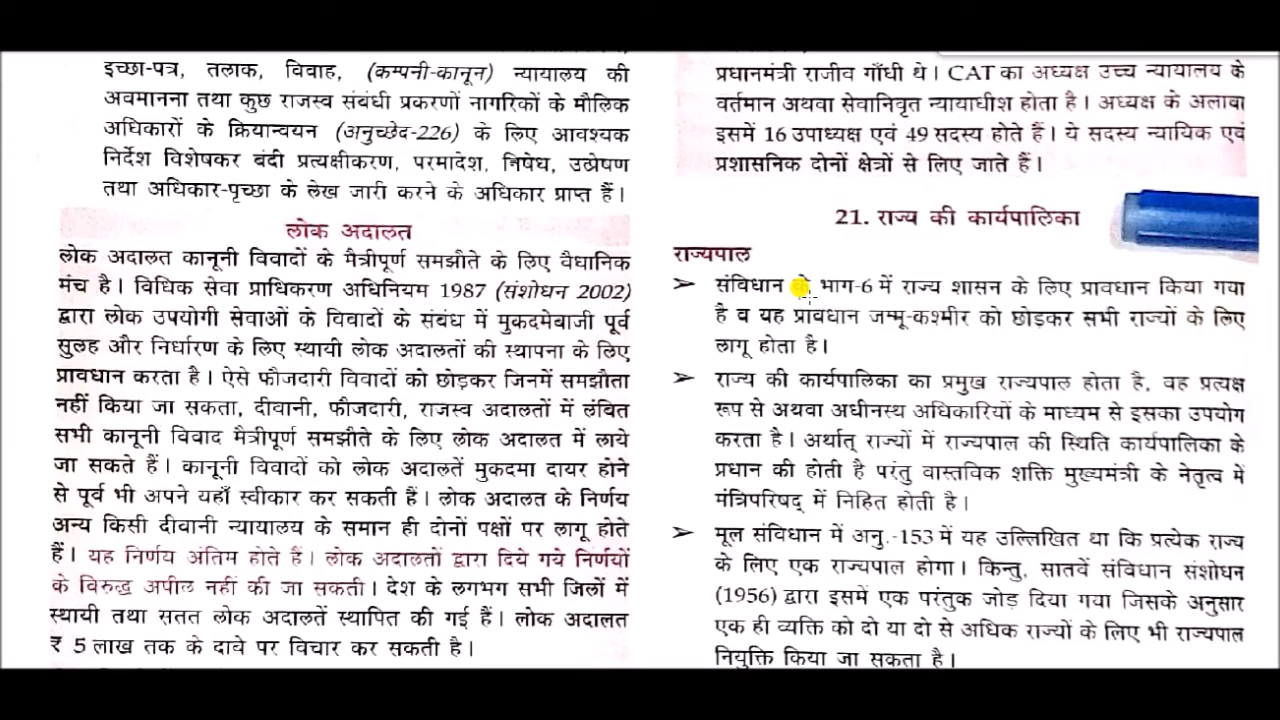 इच्छा-पत्र, तलाक, विवाह, (कम्पनी-कानून) न्यायालय की
अवमानना तथा कुछ राजस्व संबंधी प्रकरणों नागरिकों के मौलिक
अधिकारों के क्रियान्वयन (अनुच्छेद-226) के लिए आवश्यक
निर्देश विशेषकर बंदी प्रत्यक्षीकरण, परमादेश, निषेध, उत्प्रेषण
तथा अधिकार-पृच्छा के लेख जारी करने के अधिकार प्राप्त हैं।
लोक अदालत
लोक अदालत कानूनी विवादों के मैत्रीपूर्ण समझौते के लिए वैधानिक
मंच है। विधिक सेवा प्राधिकरण अधिनियम 1987 (संशोधन 2002)
द्वारा लोक उपयोगी सेवाओं के विवादों के संबंध में मुकदमेबाजी पूर्व
सुलह और निर्धारण के लिए स्थायी लोक अदालतों की स्थापना के लिए
प्रावधान करता है। ऐसे फौजदारी विवादों को छोड़कर जिनमें समझौता
नहीं किया जा सकता, दीवानी, फौजदारी, राजस्व अदालतों में लंबित
सभी कानूनी विवाद मैत्रीपूर्ण समझौते के लिए लोक अदालत में लाये
जा सकते हैं। कानूनी विवादों को लोक अदालतें मुकदमा दायर होने
से पूर्व भी अपने यहाँ स्वीकार कर सकती हैं। लोक अदालत के निर्णय
अन्य किसी दीवानी न्यायालय के समान ही दोनों पक्षों पर लागू होते
हैं। यह निर्णय अंतिम होते हैं। लोक अदालतों द्वारा दिये गये निर्णयों
के विरुद्ध अपील नहीं की जा सकती। देश के लगभग सभी जिलों में
स्थायी तथा सतत लोक अदालतें स्थापित की गई हैं। लोक अदालत
₹ 5 लाख तक के दावे पर विचार कर सकती है।
प्रधानमंत्री राजीव गाँधी थे। CAT का अध्यक्ष उच्च न्यायालय के
वर्तमान अथवा सेवानिवृत न्यायाधीश होता है। अध्यक्ष के अलावा
इसमें 16 उपाध्यक्ष एवं 49 सदस्य होते हैं। ये सदस्य न्यायिक एवं
प्रशासनिक दोनों क्षेत्रों से लिए जाते हैं।
21. राज्य की कार्यपालिका
राज्यपाल
➢ संविधान के भाग-6 में राज्य शासन के लिए प्रावधान किया गया
है व यह प्रावधान जम्मू-कश्मीर को छोड़कर सभी राज्यों के लिए
लागू होता है।
➢ राज्य की कार्यपालिका का प्रमुख राज्यपाल होता है, वह प्रत्यक्ष
रूप से अथवा अधीनस्थ अधिकारियों के माध्यम से इसका उपयोग
करता है। अर्थात् राज्यों में राज्यपाल की स्थिति कार्यपालिका के
प्रधान की होती है परंतु वास्तविक शक्ति मुख्यमंत्री के नेतृत्व में
मंत्रिपरिषद् में निहित होती है।
➢ मूल संविधान में अनु.-153 में यह उल्लिखित था कि प्रत्येक राज्य
के लिए एक राज्यपाल होगा। किन्तु, सातवें संविधान संशोधन
(1956) द्वारा इसमें एक परंतुक जोड़ दिया गया जिसके अनुसार
एक ही व्यक्ति को दो या दो से अधिक राज्यों के लिए भी राज्यपाल
नियुक्ति किया जा सकता है।